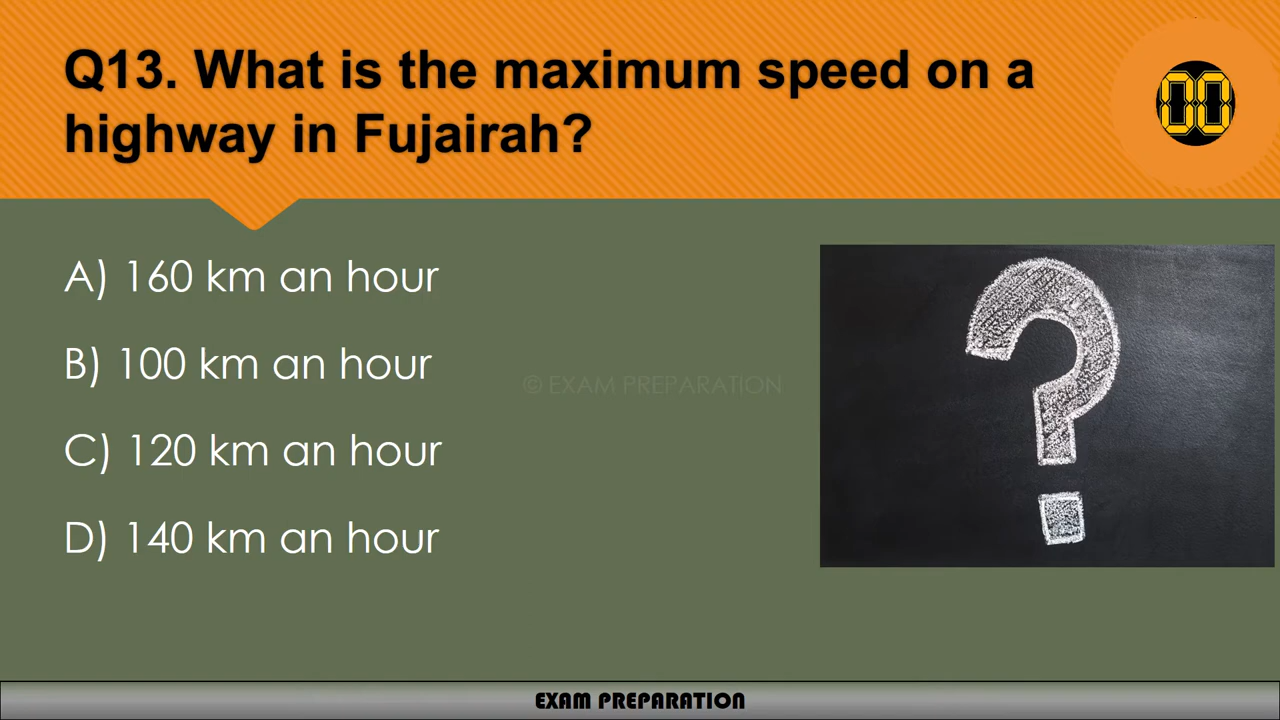 Q13. What is the maximum speed on a
highway in Fujairah?
00
A) 160 km an hour
B) 100 km an hour
© EXAM PREPARATION
C) 120 km an hour
D) 140 km an hour
EXAM PREPARATION